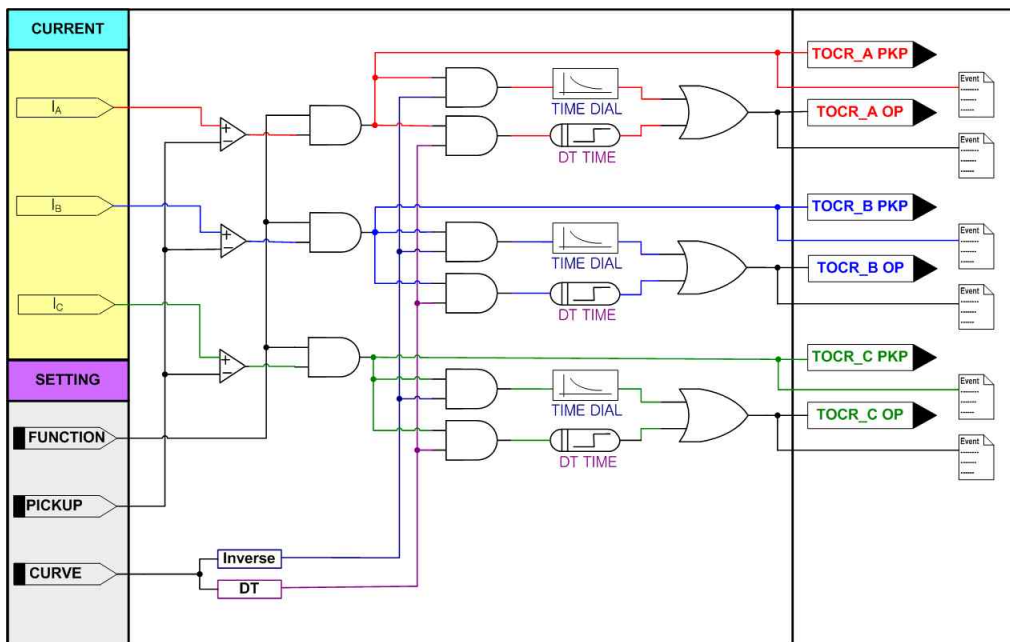 CURRENT
I_A
I_B
I_C
SETTING
FUNCTION
PICKUP
CURVE
Inverse
DT
+
−
+
−
+
−
TIME DIAL
DT TIME
TIME DIAL
DT TIME
TIME DIAL
DT TIME
TOCR_A PKP
Event
TOCR_A OP
Event
TOCR_B PKP
Event
TOCR_B OP
Event
TOCR_C PKP
Event
TOCR_C OP
Event